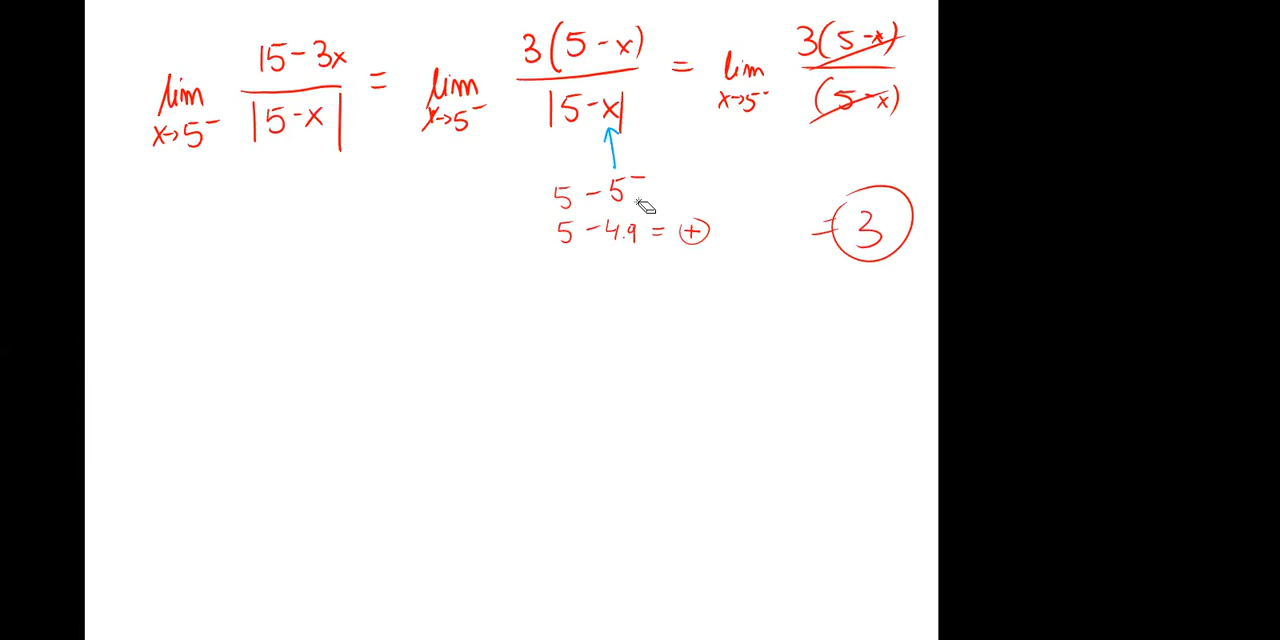 lim x→5⁻ (15-3x)/|5-x| = lim x→5⁻ 3(5-x)/|5-x| = lim x→5⁻ 3(5-x)/(5-x)
5 - 5⁻
5 - 4.9 = +
= 3